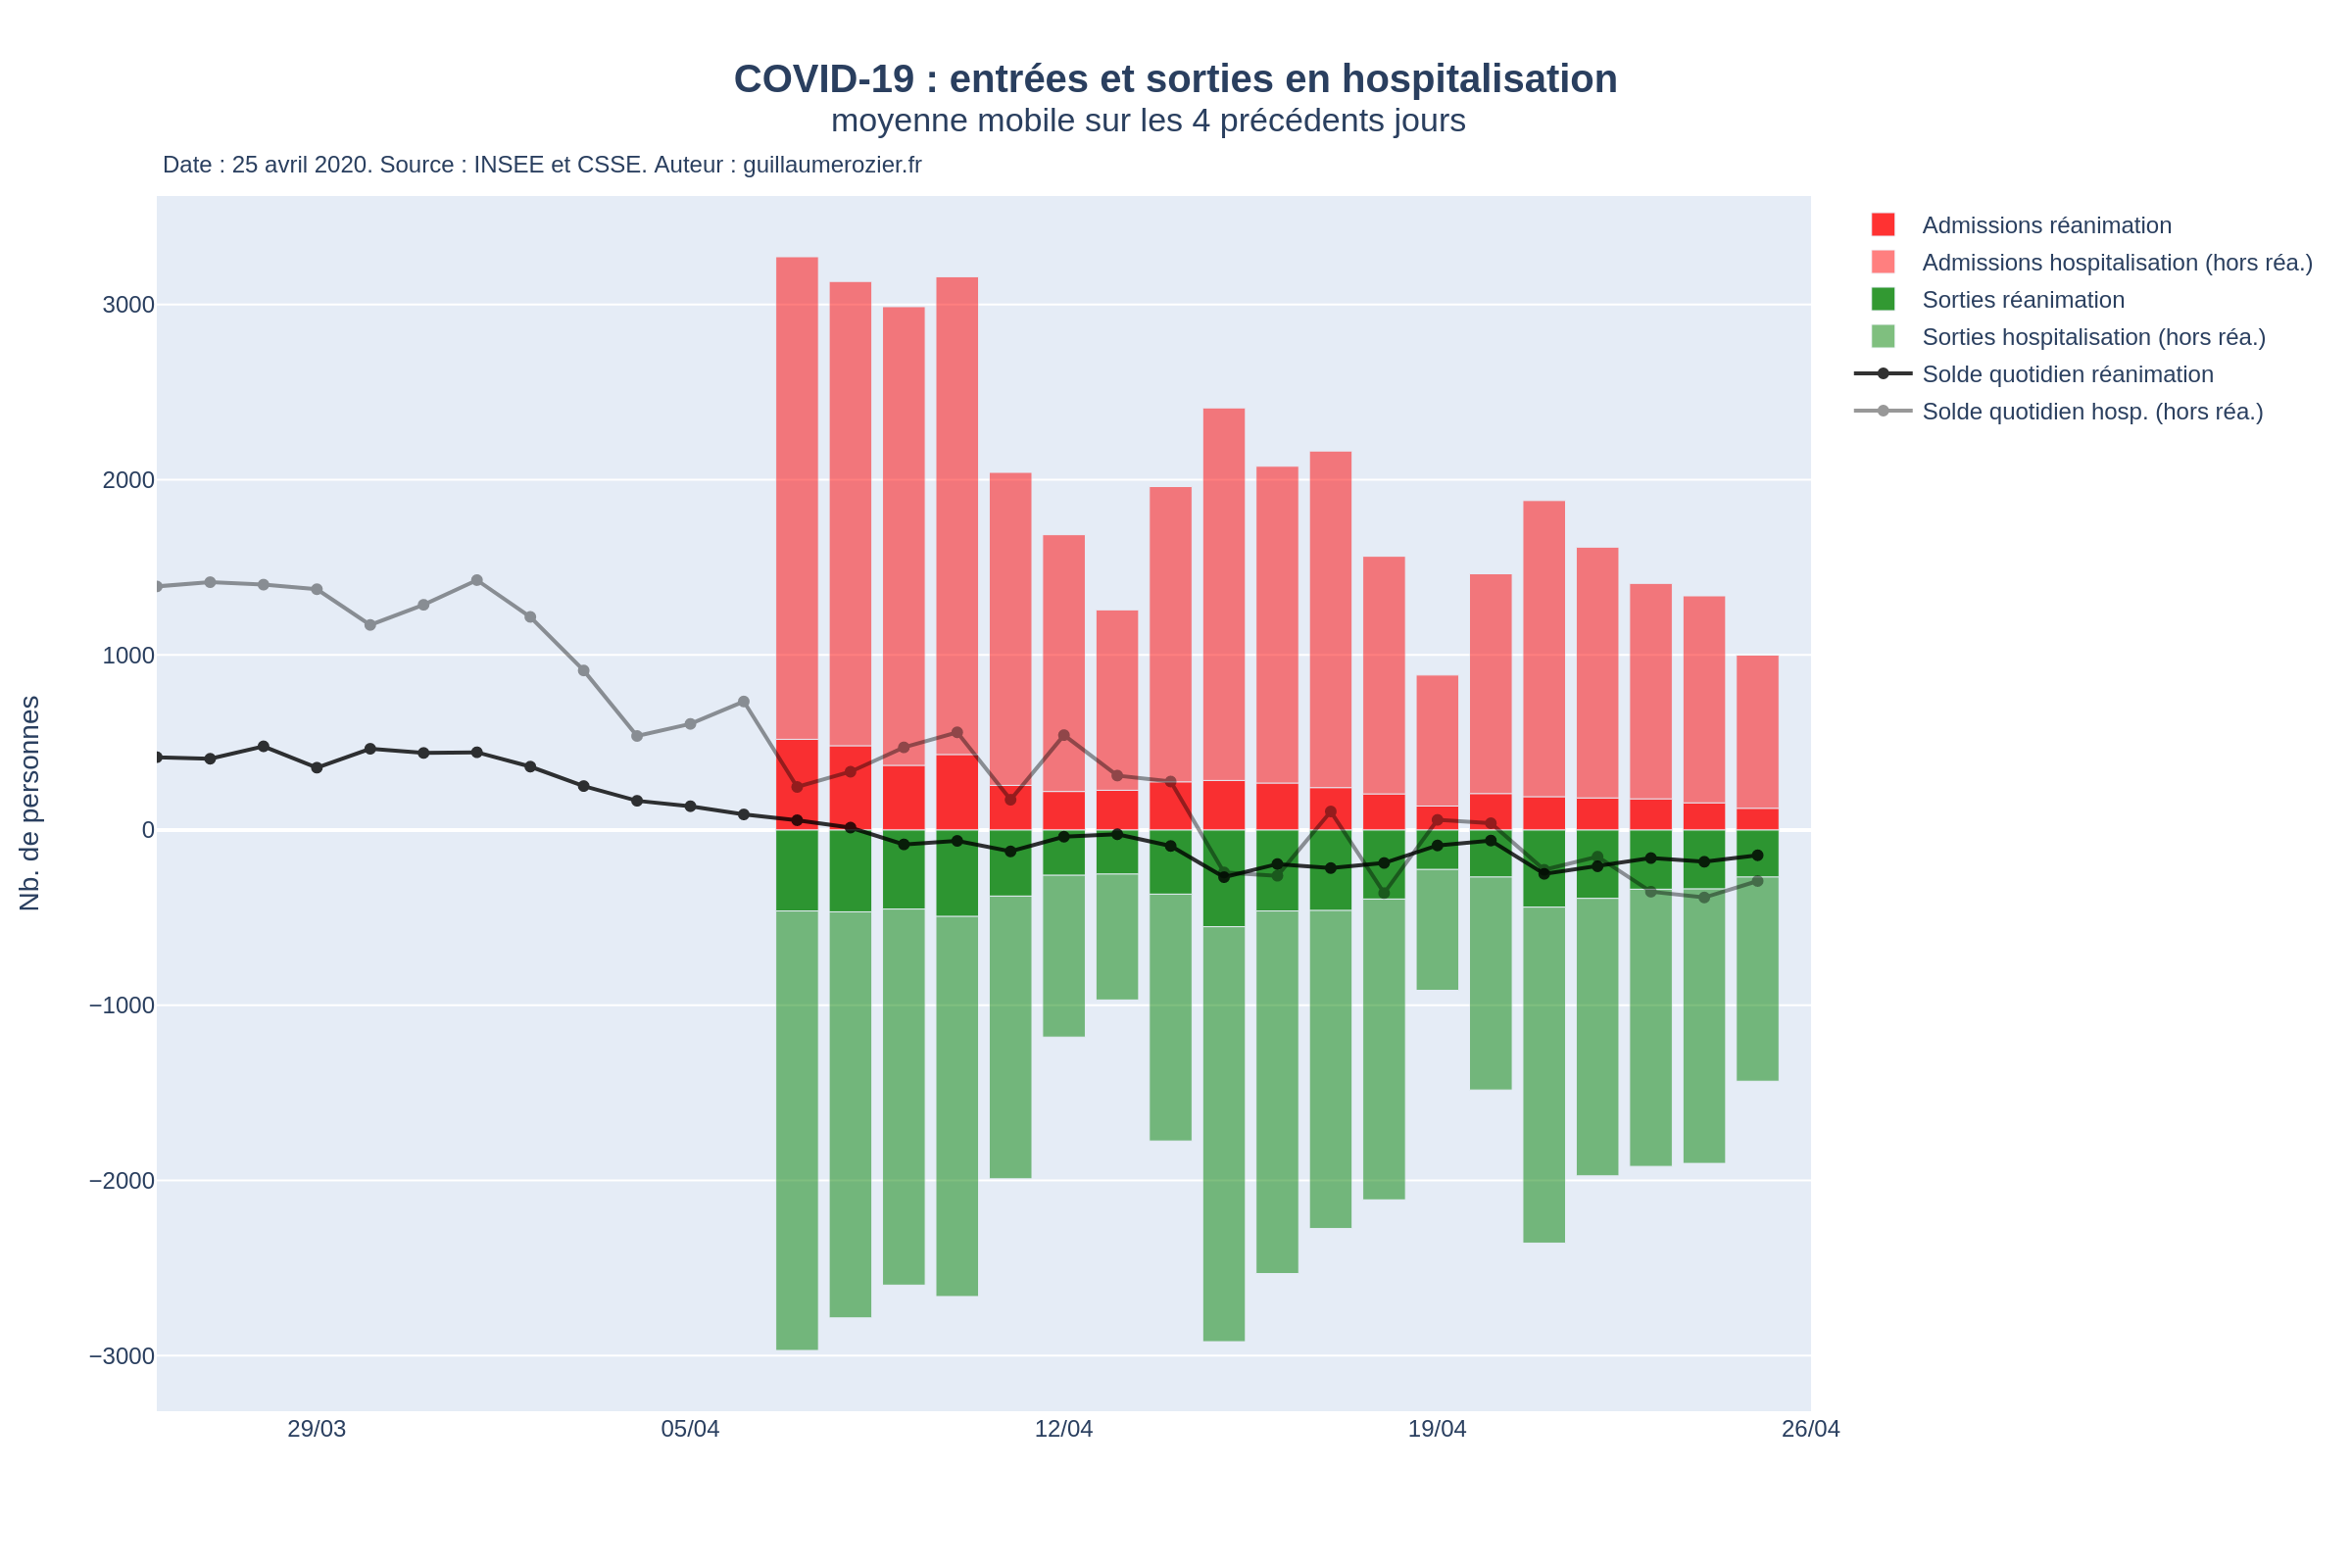 COVID-19 : entrées et sorties en hospitalisation
moyenne mobile sur les 4 précédents jours
Date : 25 avril 2020. Source : INSEE et CSSE. Auteur : guillaumerozier.fr
Admissions réanimation
Admissions hospitalisation (hors réa.)
Sorties réanimation
Sorties hospitalisation (hors réa.)
Solde quotidien réanimation
Solde quotidien hosp. (hors réa.)
Nb. de personnes
3000
2000
1000
0
−1000
−2000
−3000
29/03
05/04
12/04
19/04
26/04